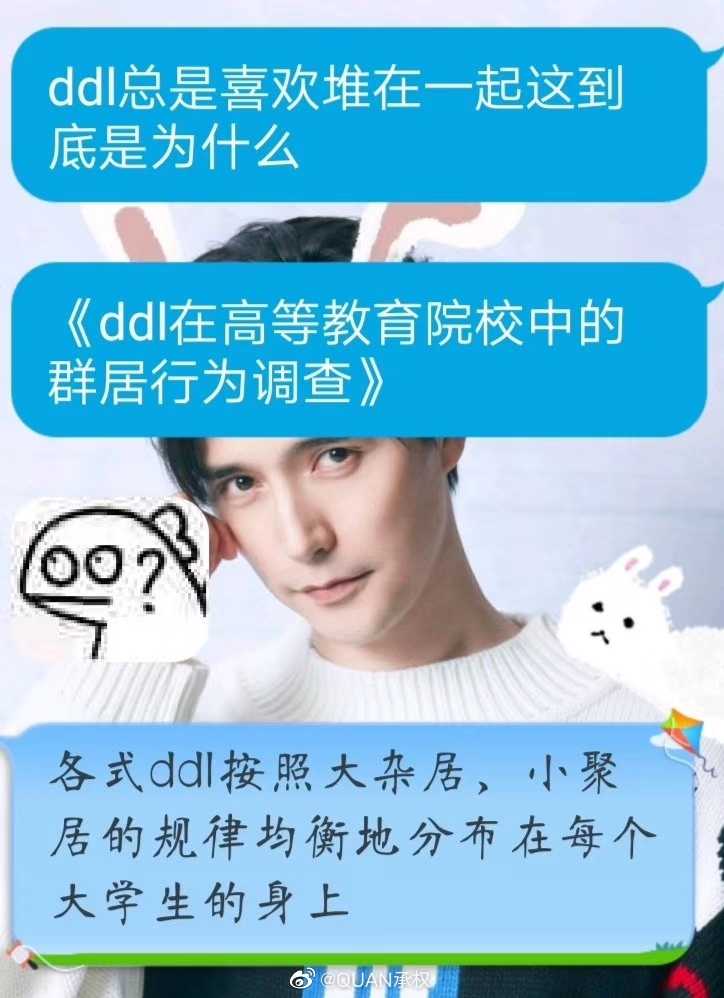 ddl总是喜欢堆在一起这到
底是为什么
《ddl在高等教育院校中的
群居行为调查》
?
各式ddl按照大杂居、小聚
居的规律均衡地分布在每个
大学生的身上
@QUAN承权